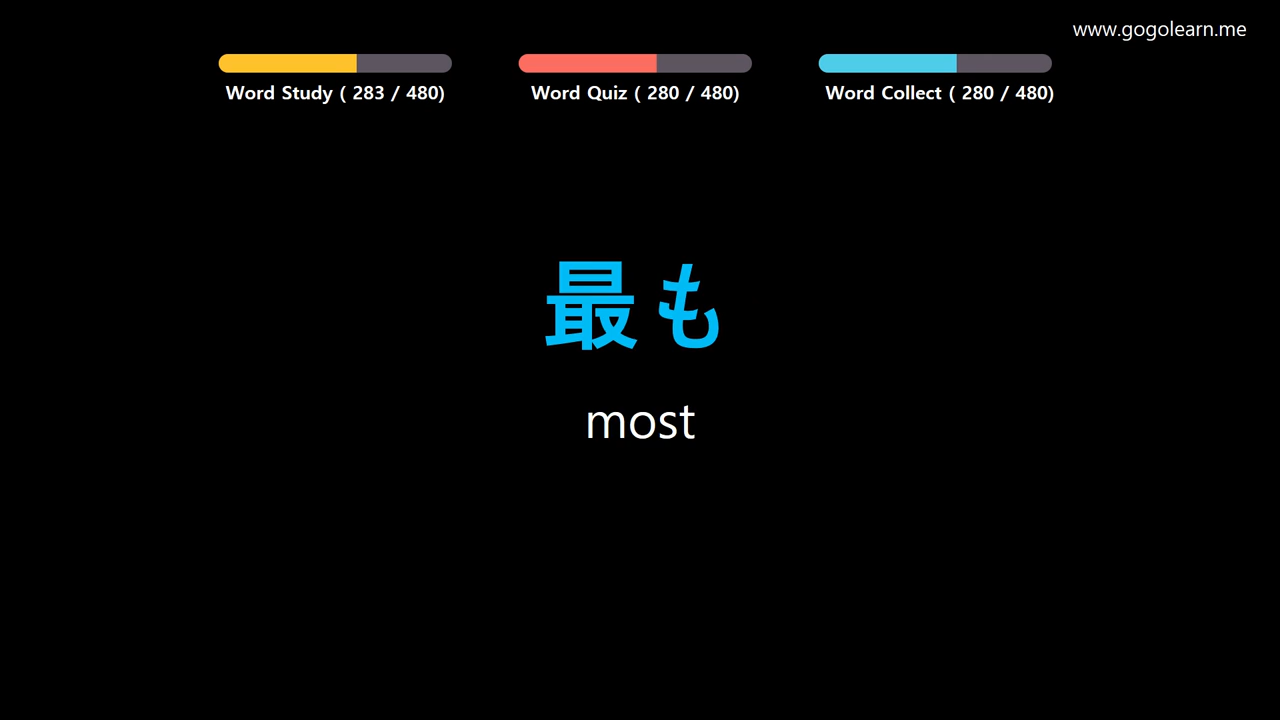 www.gogolearn.me
Word Study ( 283 / 480)
Word Quiz ( 280 / 480)
Word Collect ( 280 / 480)
最も
most